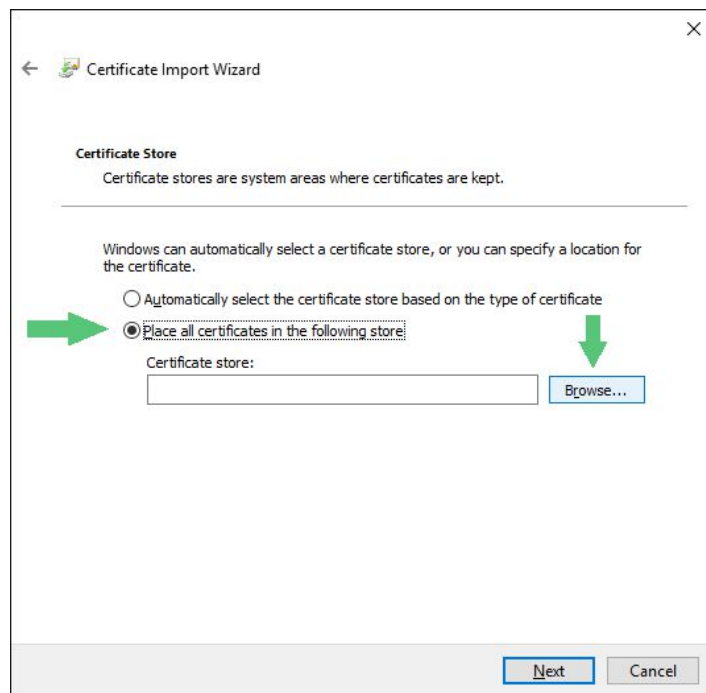 Certificate Import Wizard
Certificate Store
Certificate stores are system areas where certificates are kept.
Windows can automatically select a certificate store, or you can specify a location for
the certificate.
Automatically select the certificate store based on the type of certificate
Place all certificates in the following store
Certificate store:
Browse...
Next
Cancel